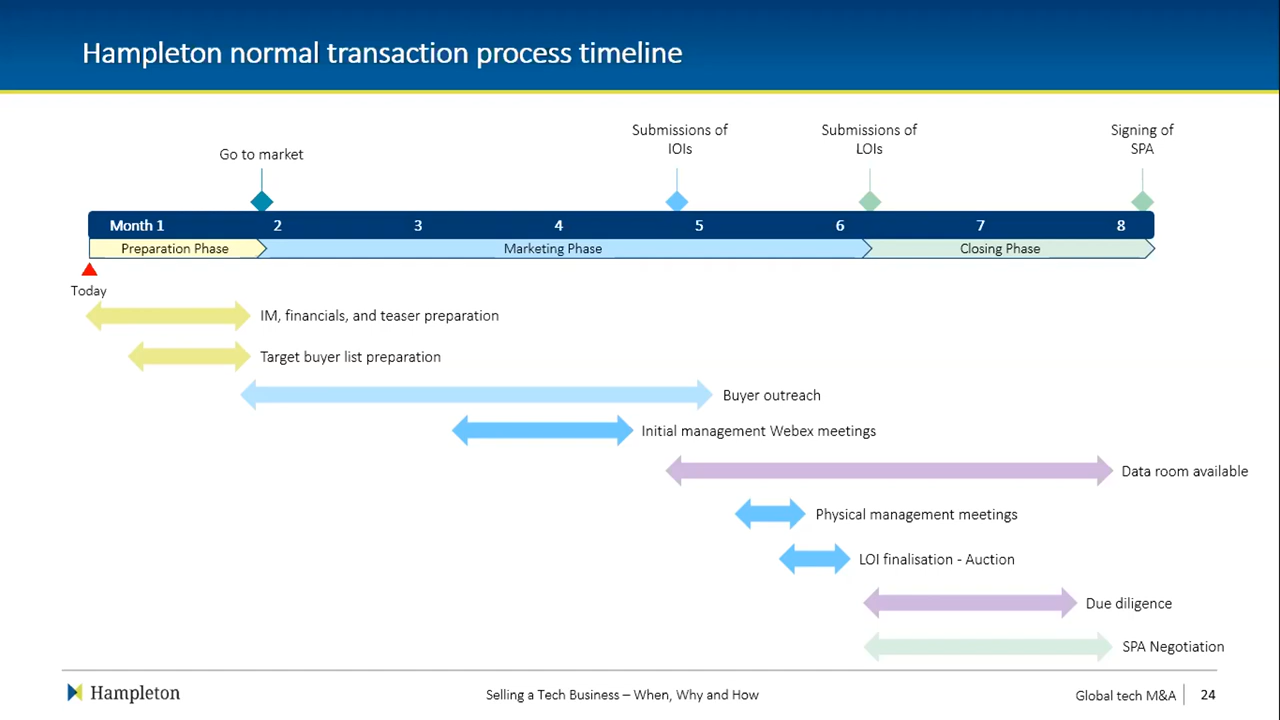 Hampleton normal transaction process timeline
Go to market
Submissions of
IOIs
Submissions of
LOIs
Signing of
SPA
Month 1 2 3 4 5 6 7 8
Preparation Phase Marketing Phase Closing Phase
Today
IM, financials, and teaser preparation
Target buyer list preparation
Buyer outreach
Initial management Webex meetings
Data room available
Physical management meetings
LOI finalisation - Auction
Due diligence
SPA Negotiation
Hampleton
Selling a Tech Business – When, Why and How
Global tech M&A 24